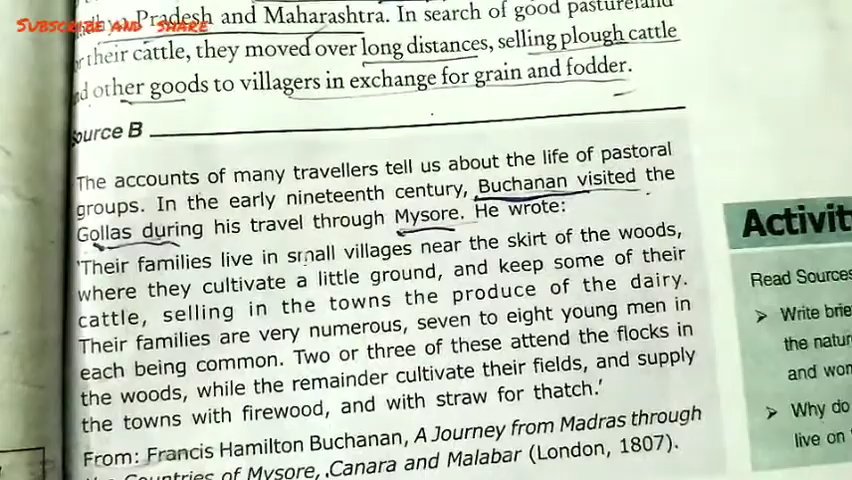 SUBSCRIBE AND SHARE
Pradesh and Maharashtra. In search of good pastureland
their cattle, they moved over long distances, selling plough cattle
other goods to villagers in exchange for grain and fodder.
Source B
The accounts of many travellers tell us about the life of pastoral
groups. In the early nineteenth century, Buchanan visited the
Gollas during his travel through Mysore. He wrote:
'Their families live in small villages near the skirt of the woods,
where they cultivate a little ground, and keep some of their
cattle, selling in the towns the produce of the dairy.
Their families are very numerous, seven to eight young men in
each being common. Two or three of these attend the flocks in
the woods, while the remainder cultivate their fields, and supply
the towns with firewood, and with straw for thatch.'
From: Francis Hamilton Buchanan, A Journey from Madras through
the Countries of Mysore, Canara and Malabar (London, 1807).
Activit
Read Sources
➤ Write brie
the natur
and wom
➤ Why do
live on